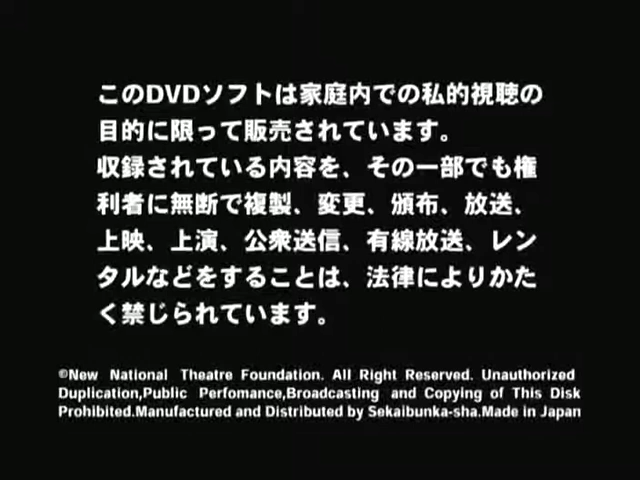 このDVDソフトは家庭内での私的視聴の
目的に限って販売されています。
収録されている内容を、その一部でも権
利者に無断で複製、変更、頒布、放送、
上映、上演、公衆送信、有線放送、レン
タルなどをすることは、法律によりかた
く禁じられています。
©New National Theatre Foundation. All Right Reserved. Unauthorized
Duplication,Public Perfomance,Broadcasting and Copying of This Disk
Prohibited.Manufactured and Distributed by Sekaibunka-sha.Made in Japan